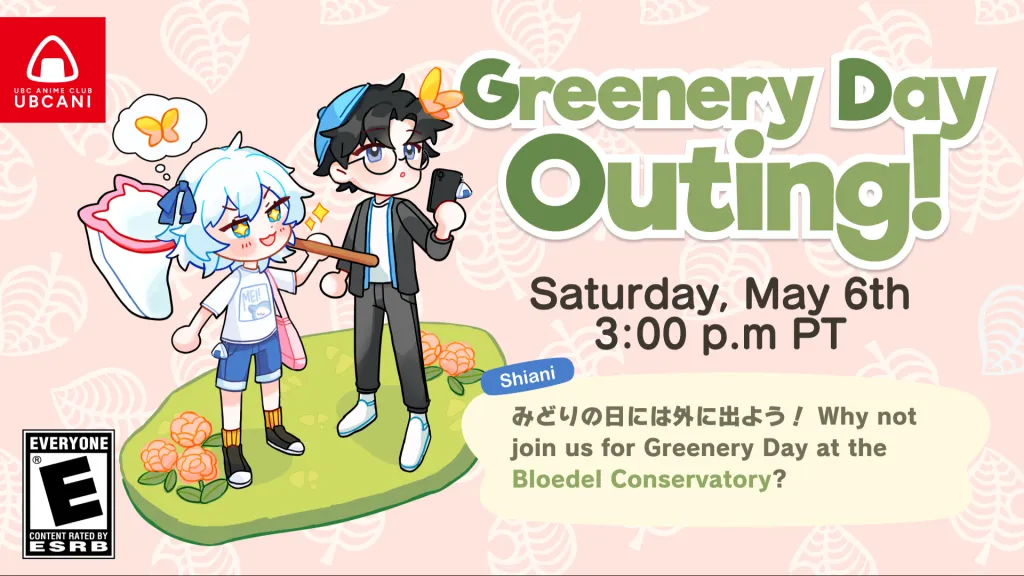 UBC ANIME CLUB
UBCANI
Greenery Day
Outing!
Saturday, May 6th
3:00 p.m PT
Shiani
みどりの日には外に出よう！ Why not
join us for Greenery Day at the
Bloedel Conservatory?
MEH
EVERYONE
E
®
CONTENT RATED BY
ESRB